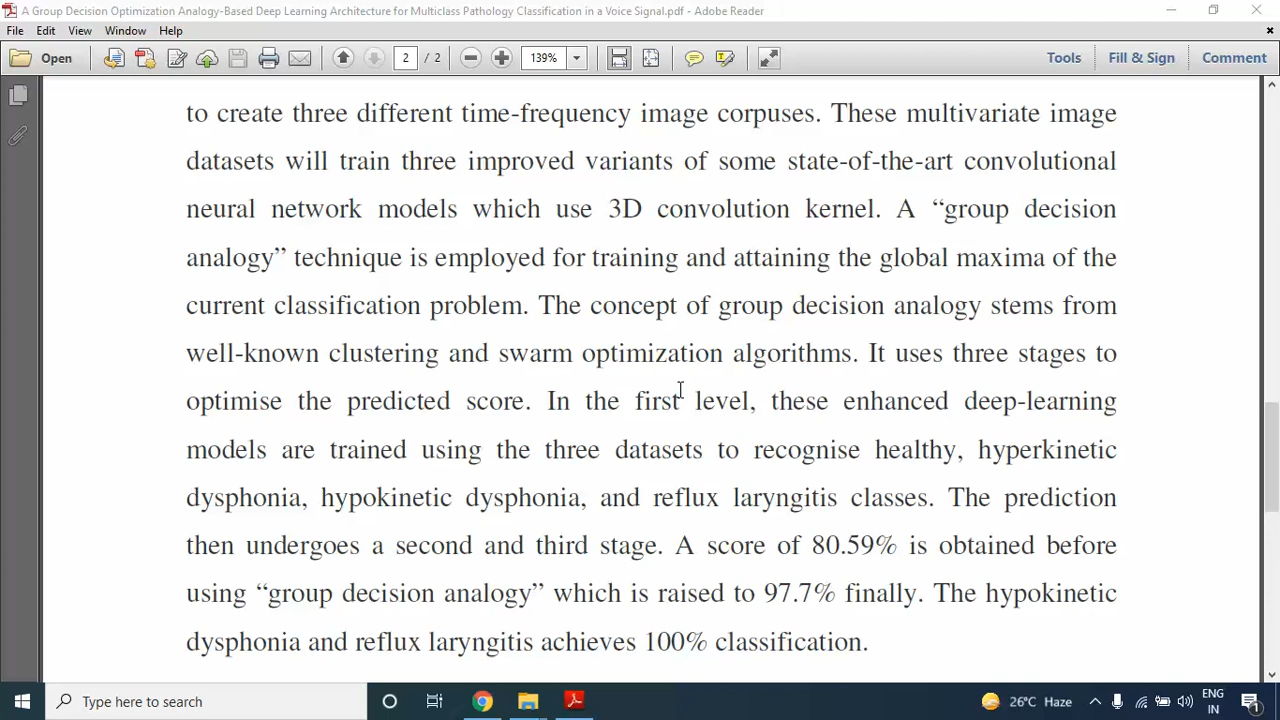 A Group Decision Optimization Analogy-Based Deep Learning Architecture for Multiclass Pathology Classification in a Voice Signal.pdf - Adobe Reader
File Edit View Window Help
Open 2 / 2 139% Tools Fill & Sign Comment
to create three different time-frequency image corpuses. These multivariate image
datasets will train three improved variants of some state-of-the-art convolutional
neural network models which use 3D convolution kernel. A “group decision
analogy” technique is employed for training and attaining the global maxima of the
current classification problem. The concept of group decision analogy stems from
well-known clustering and swarm optimization algorithms. It uses three stages to
optimise the predicted score. In the first level, these enhanced deep-learning
models are trained using the three datasets to recognise healthy, hyperkinetic
dysphonia, hypokinetic dysphonia, and reflux laryngitis classes. The prediction
then undergoes a second and third stage. A score of 80.59% is obtained before
using “group decision analogy” which is raised to 97.7% finally. The hypokinetic
dysphonia and reflux laryngitis achieves 100% classification.
Type here to search 26°C Haze ENG
IN 1